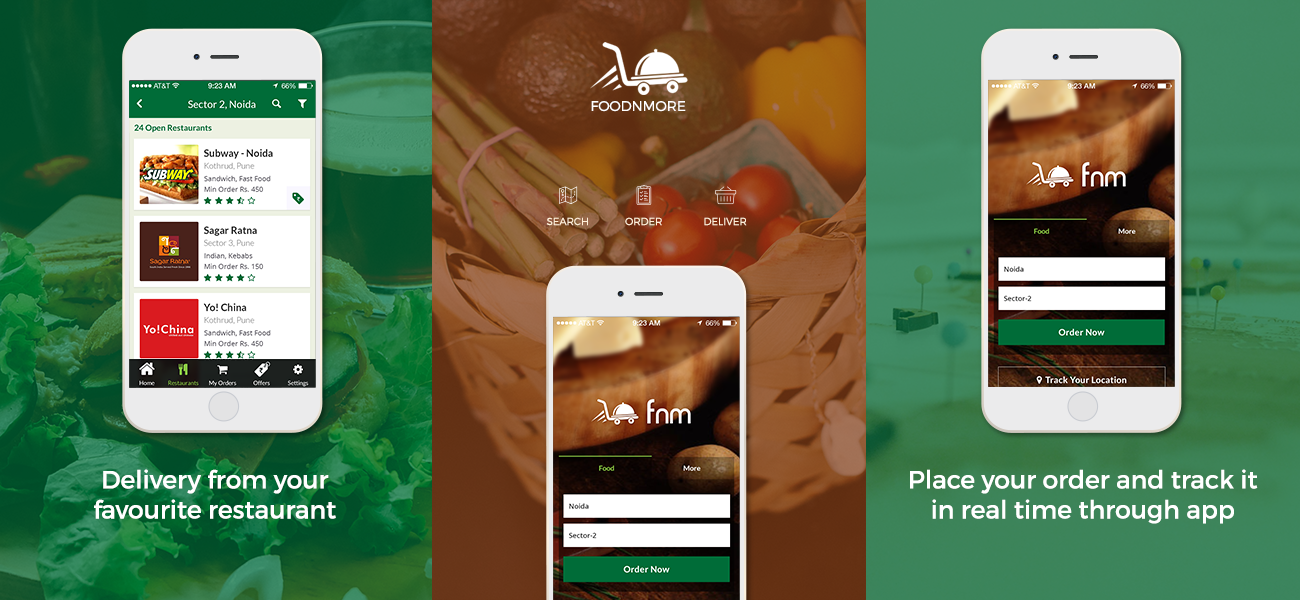 AT&T 9:23 AM 66%
Sector 2, Noida
24 Open Restaurants
SUBWAY
Subway - Noida
Kothrud, Pune
Sandwich, Fast Food
Min Order Rs. 450
Sagar Ratna
Sagar Ratna
Sector 3, Pune
Indian, Kebabs
Min Order Rs. 150
Yo! China
Yo! China
Kothrud, Pune
Sandwich, Fast Food
Min Order Rs. 450
Home Restaurants My Orders Offers Settings
Delivery from your
favourite restaurant
FOODNMORE
SEARCH ORDER DELIVER
AT&T 9:23 AM 66%
fnm
Food More
Noida
Sector-2
Order Now
AT&T 9:23 AM 66%
fnm
Food More
Noida
Sector-2
Order Now
Track Your Location
Place your order and track it
in real time through app